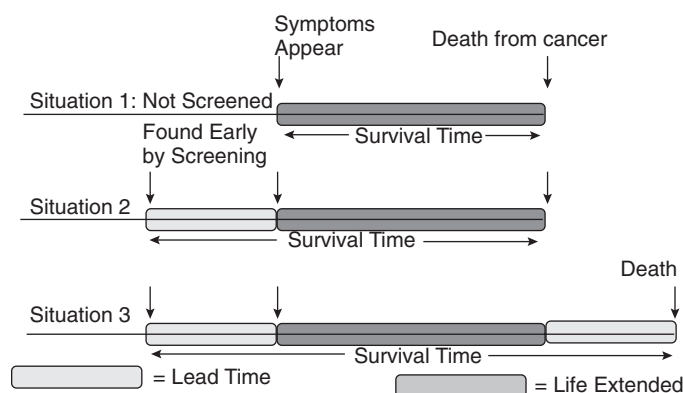 Symptoms
Appear
Death from cancer
Situation 1: Not Screened
Survival Time
Found Early
by Screening
Situation 2
Survival Time
Death
Situation 3
Survival Time
= Lead Time
= Life Extended